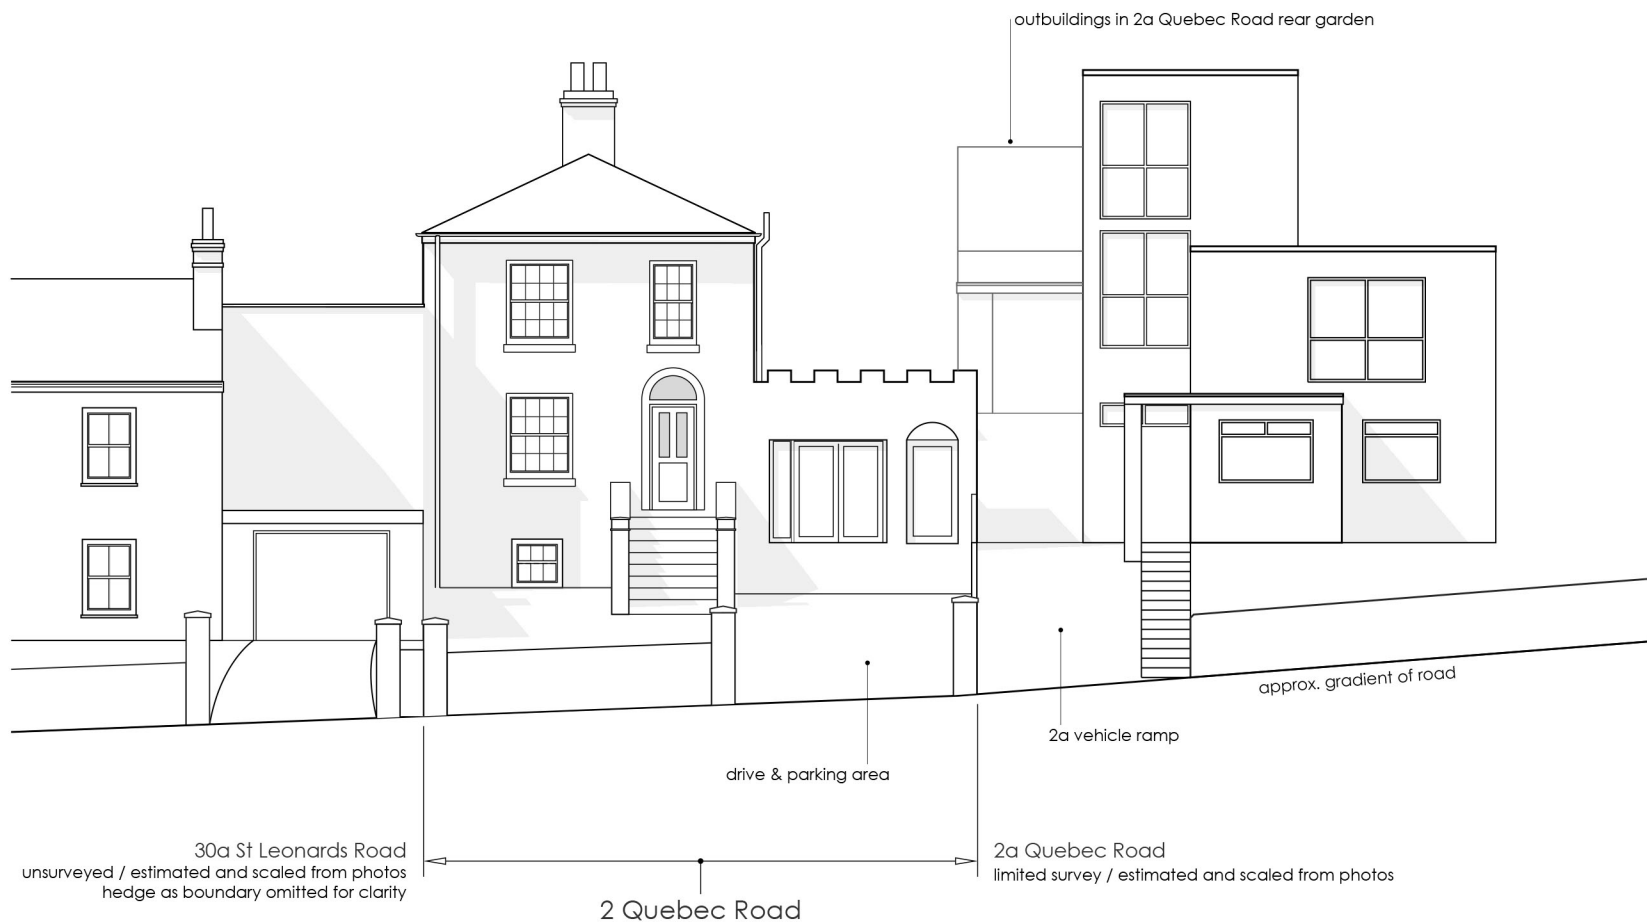 outbuildings in 2a Quebec Road rear garden
approx. gradient of road
2a vehicle ramp
drive & parking area
30a St Leonards Road
unsurveyed / estimated and scaled from photos
hedge as boundary omitted for clarity
2a Quebec Road
limited survey / estimated and scaled from photos
2 Quebec Road